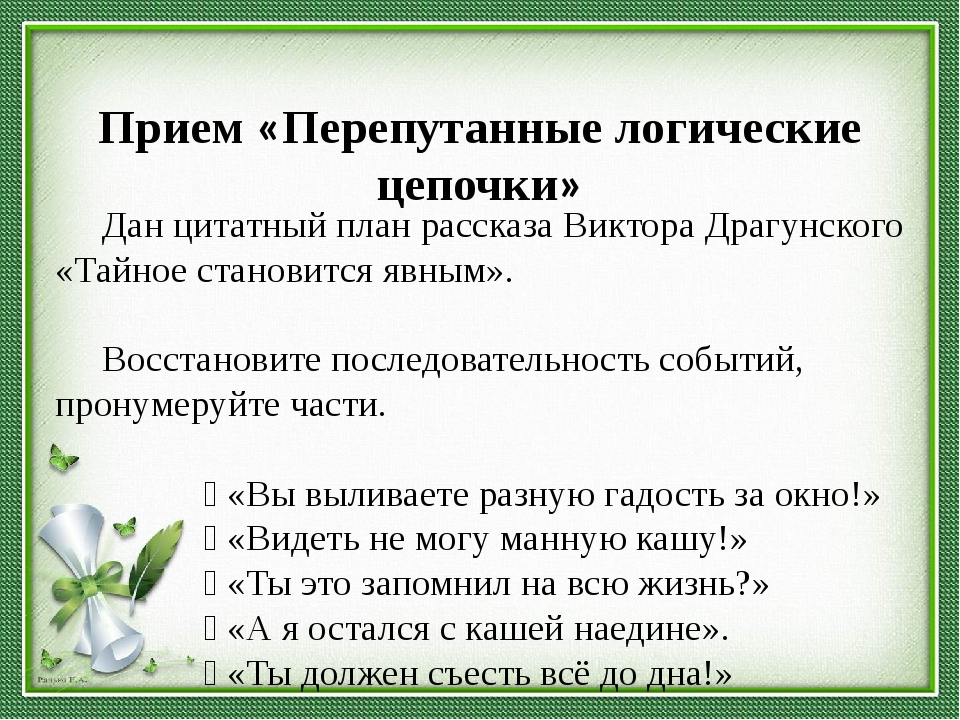 Прием «Перепутанные логические
цепочки»
Дан цитатный план рассказа Виктора Драгунского
«Тайное становится явным».
Восстановите последовательность событий,
пронумеруйте части.
▯ «Вы выливаете разную гадость за окно!»
▯ «Видеть не могу манную кашу!»
▯ «Ты это запомнил на всю жизнь?»
▯ «А я остался с кашей наедине».
▯ «Ты должен съесть всё до дна!»
Ранько Е.А.